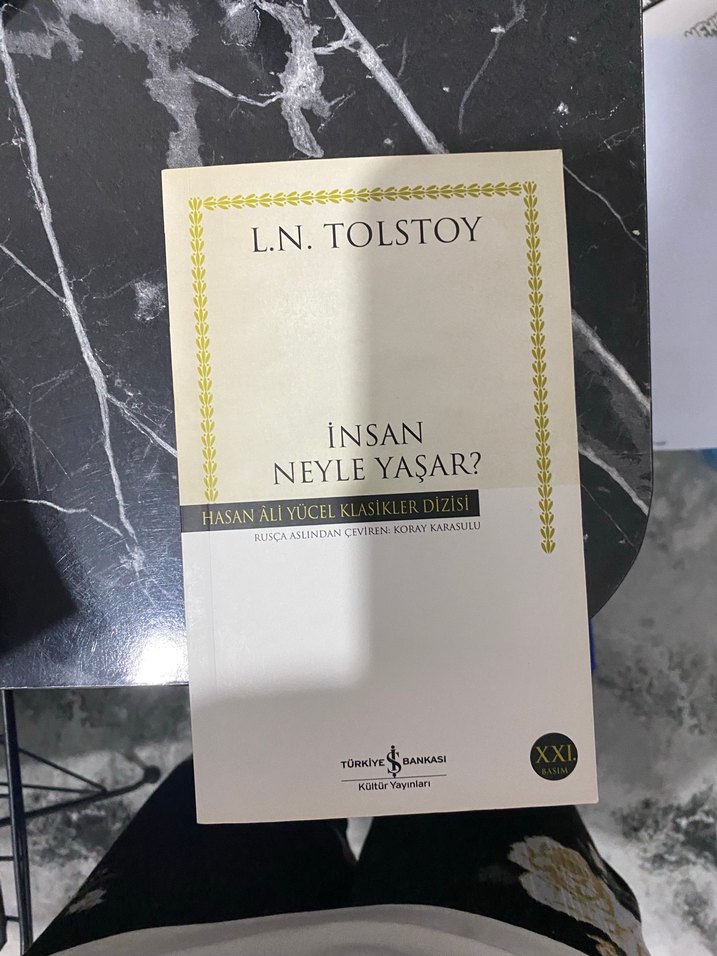 L.N. TOLSTOY
İNSAN
NEYLE YAŞAR?
HASAN ÂLİ YÜCEL KLASİKLER DİZİSİ
RUSÇA ASLINDAN ÇEVİREN: KORAY KARASULU
XXI.
BASIM
TÜRKİYE İŞ BANKASI
Kültür Yayınları